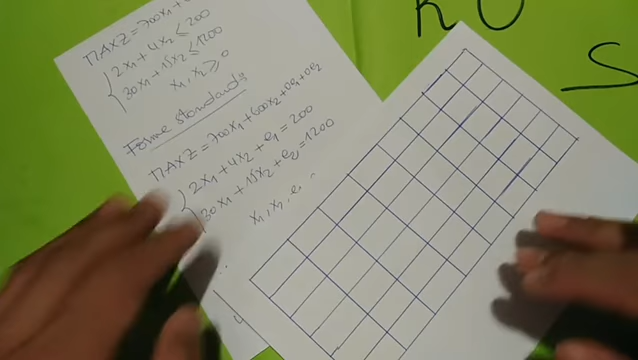 MAX Z = 700x₁ +
2x₁ + 4x₂ ≤ 200
30x₁ + 15x₂ ≤ 1200
x₁, x₂ ≥ 0
Forme standard
MAX Z = 700x₁ + 600x₂ + 0e₁ + 0e₂
2x₁ + 4x₂ + e₁ = 200
30x₁ + 15x₂ + e₂ = 1200
x₁, x₂, e